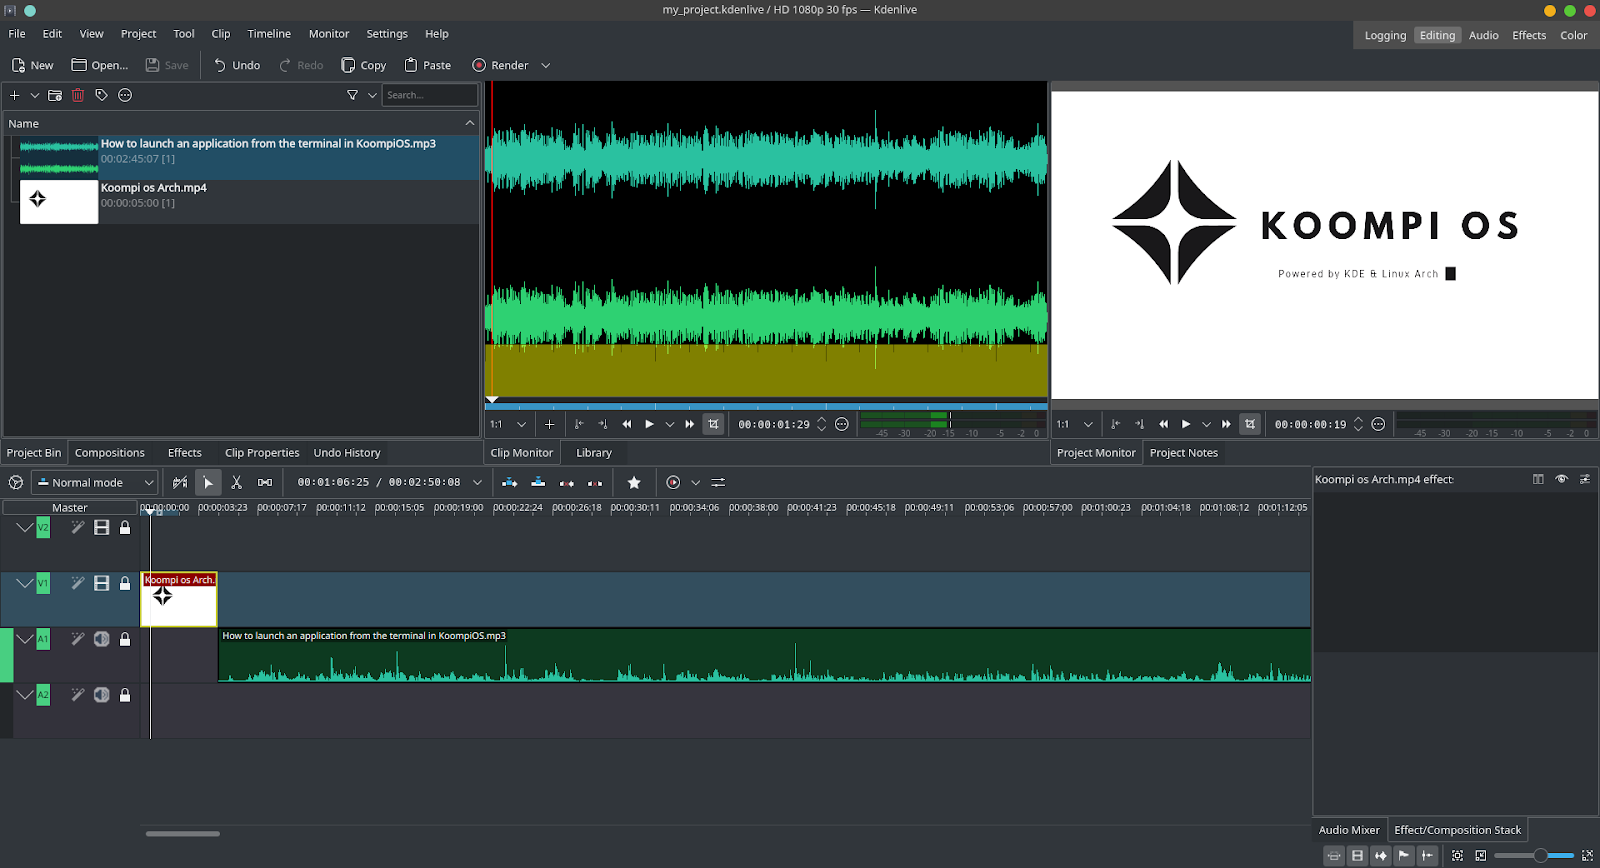 my_project.kdenlive / HD 1080p 30 fps — Kdenlive
File Edit View Project Tool Clip Timeline Monitor Settings Help
Logging Editing Audio Effects Color
New Open... Save Undo Redo Copy Paste Render
Search...
Name
How to launch an application from the terminal in KoompiOS.mp3
00:02:45:07 [1]
Koompi os Arch.mp4
00:00:05:00 [1]
KOOMPI OS
Powered by KDE & Linux Arch
1:1 00:00:01:29 -45 -30 -20 -15 -10 -5 -2 0
1:1 00:00:00:19 -45 -30 -20 -15 -10 -5 -2 0
Project Bin Compositions Effects Clip Properties Undo History
Clip Monitor Library
Project Monitor Project Notes
Normal mode 00:01:06:25 / 00:02:50:08
Koompi os Arch.mp4 effect:
Master
00:00:00:00 00:00:03:23 00:00:07:17 00:00:11:12 00:00:15:05 00:00:19:00 00:00:22:24 00:00:26:18 00:00:30:11 00:00:34:06 00:00:38:00 00:00:41:23 00:00:45:18 00:00:49:11 00:00:53:06 00:00:57:00 00:01:00:23 00:01:04:18 00:01:08:12 00:01:12:05
V2
V1
Koompi os Arch.
A1
How to launch an application from the terminal in KoompiOS.mp3
A2
Audio Mixer Effect/Composition Stack